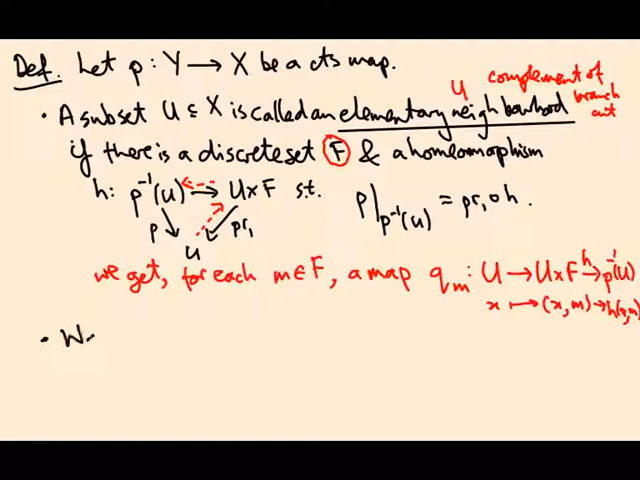 Def. Let p : Y → X be a cts map.
U complement of branch cut
• A subset U ⊆ X is called an elementary neighbourhood
if there is a discrete set F & a homeomorphism
h: p⁻¹(U) → U×F s.t. p|p⁻¹(U) = pr₁∘h.
p U pr₁
we get, for each m∈F, a map qₘ: U → U×F →h p⁻¹(U)
x ↦ (x,m) → h(x,m)
• W